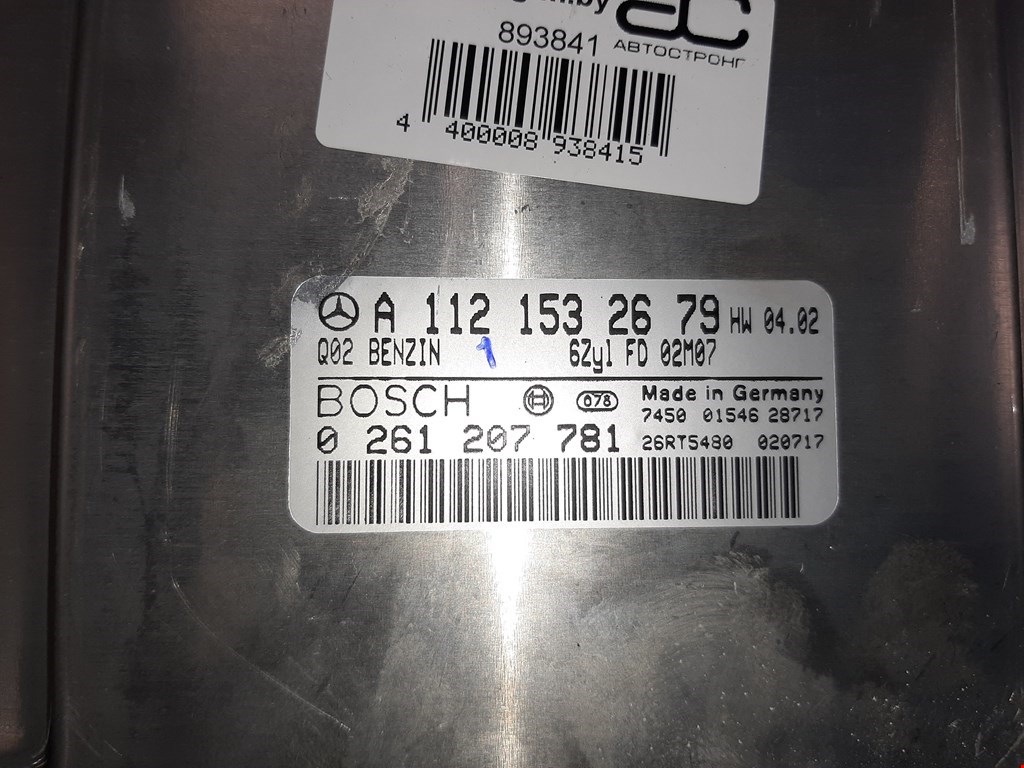 893841
АВТОСТРОНГ
4 400008 938415
A 112 153 26 79 HW 04.02
Q02 BENZIN 1 6Zyl FD 02M07
BOSCH 078 Made in Germany
7450 01546 28717
0 261 207 781 26RT5480 020717